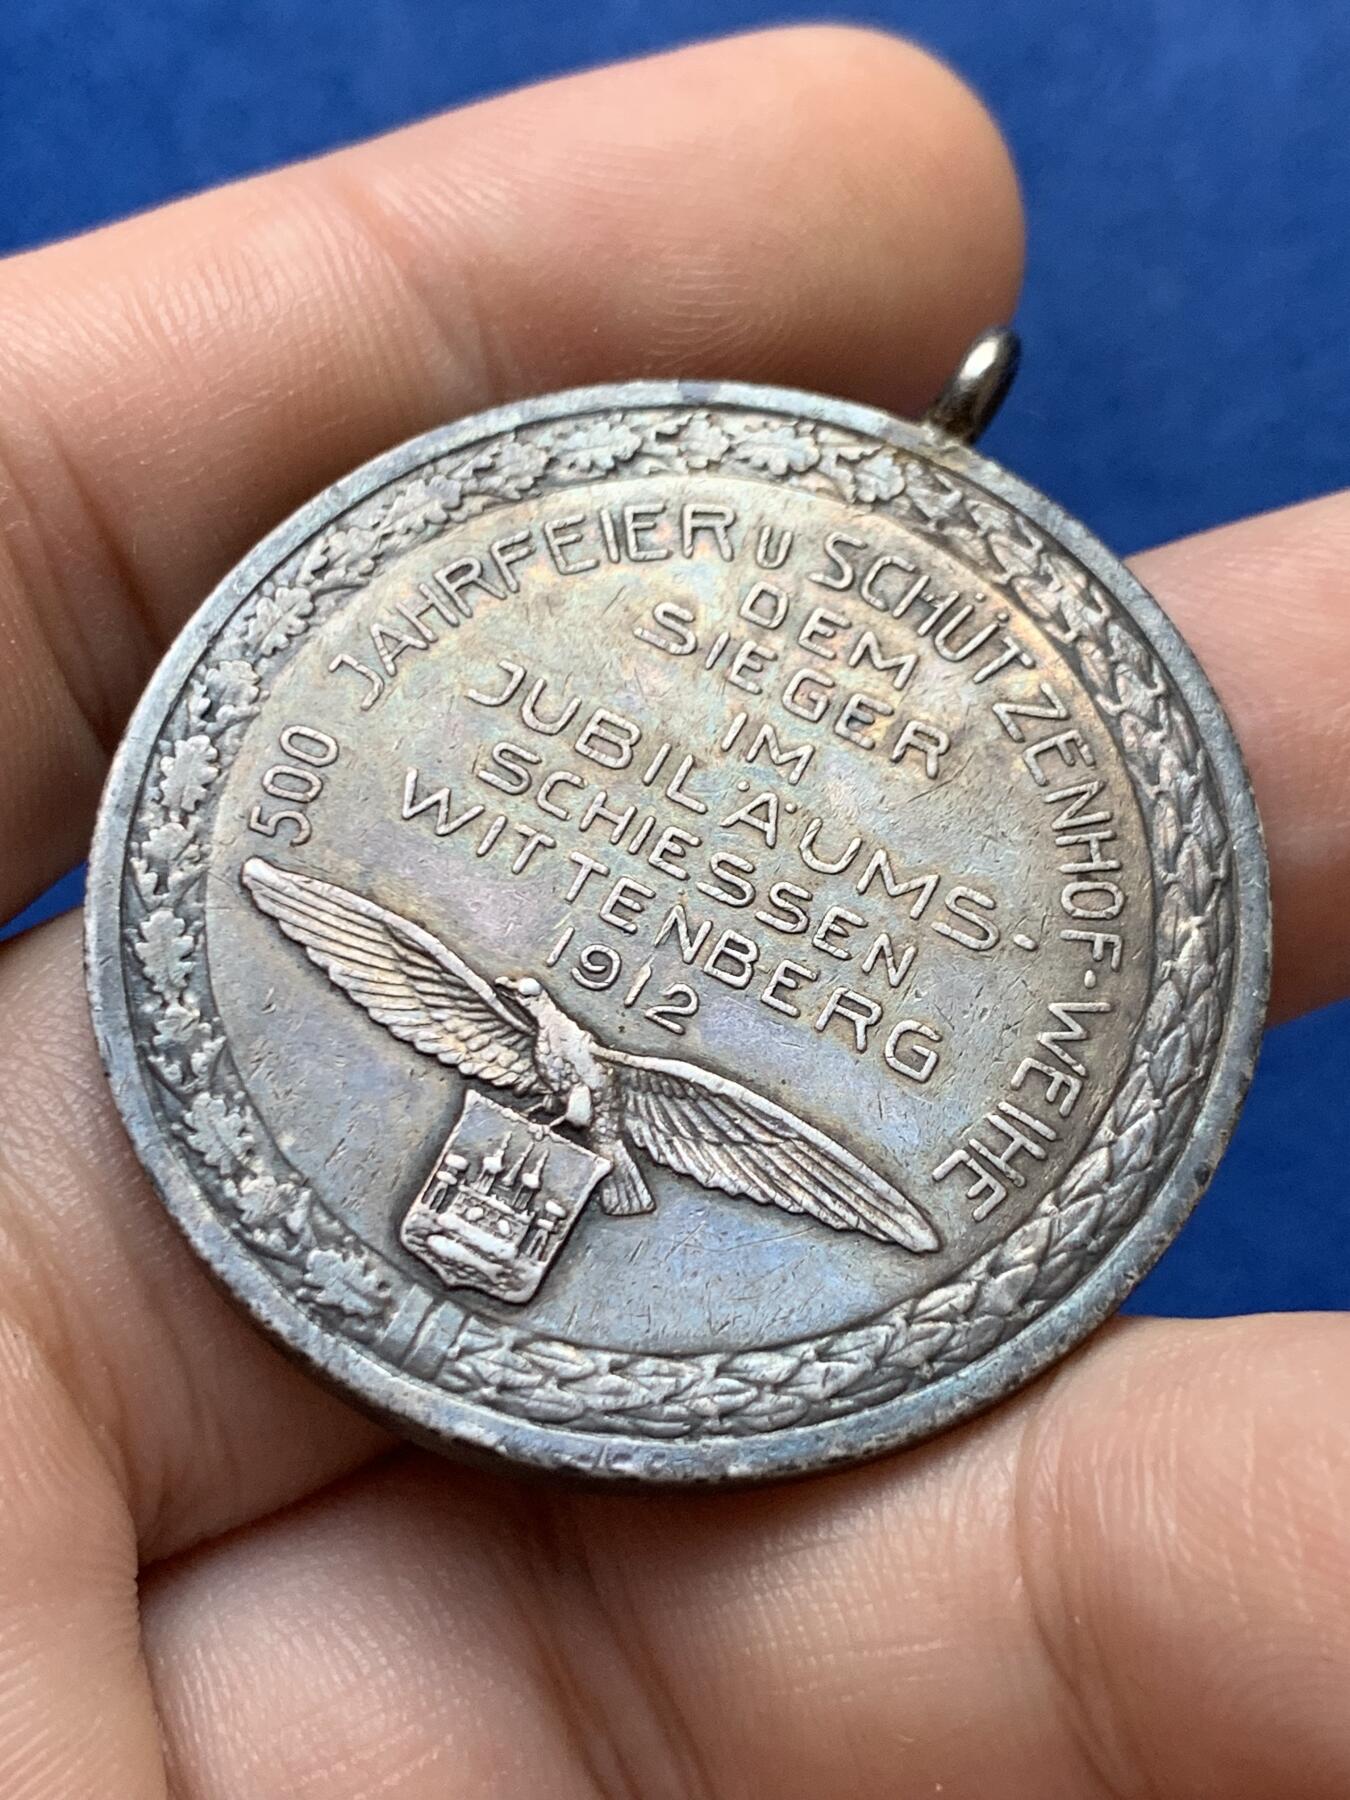 500 JAHRFEIER U SCHÜTZENHOF-WEIHE
DEM
SIEGER
IM
JUBILÄUMS-
SCHIESSEN
WITTENBERG
1912